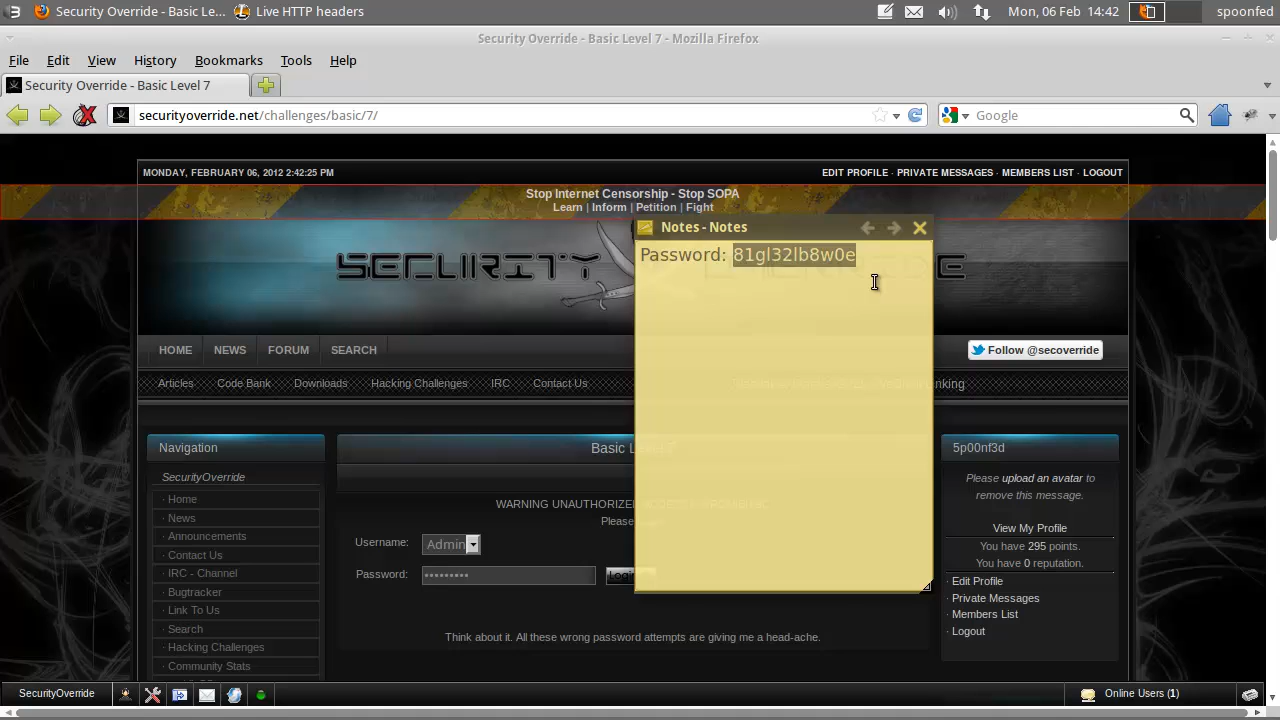 Security Override - Basic Le... Live HTTP headers Mon, 06 Feb 14:42 spoonfed
Security Override - Basic Level 7 - Mozilla Firefox
File Edit View History Bookmarks Tools Help
Security Override - Basic Level 7
securityoverride.net/challenges/basic/7/ Google
MONDAY, FEBRUARY 06, 2012 2:42:25 PM EDIT PROFILE · PRIVATE MESSAGES · MEMBERS LIST · LOGOUT
Stop Internet Censorship - Stop SOPA
Learn | Inform | Petition | Fight
Notes - Notes
Password: 81gl32lb8w0e
SECURITY
HOME NEWS FORUM SEARCH Follow @secoverride
Articles Code Bank Downloads Hacking Challenges IRC Contact Us
Navigation
SecurityOverride
· Home
· News
· Announcements
· Contact Us
· IRC - Channel
· Bugtracker
· Link To Us
· Search
· Hacking Challenges
· Community Stats
Basic Level 7
WARNING UNAUTHORIZED
Please
Username: Admin
Password: Login
Think about it. All these wrong password attempts are giving me a head-ache.
5p00nf3d
Please upload an avatar to
remove this message.
View My Profile
You have 295 points.
You have 0 reputation.
· Edit Profile
· Private Messages
· Members List
· Logout
SecurityOverride Online Users (1)